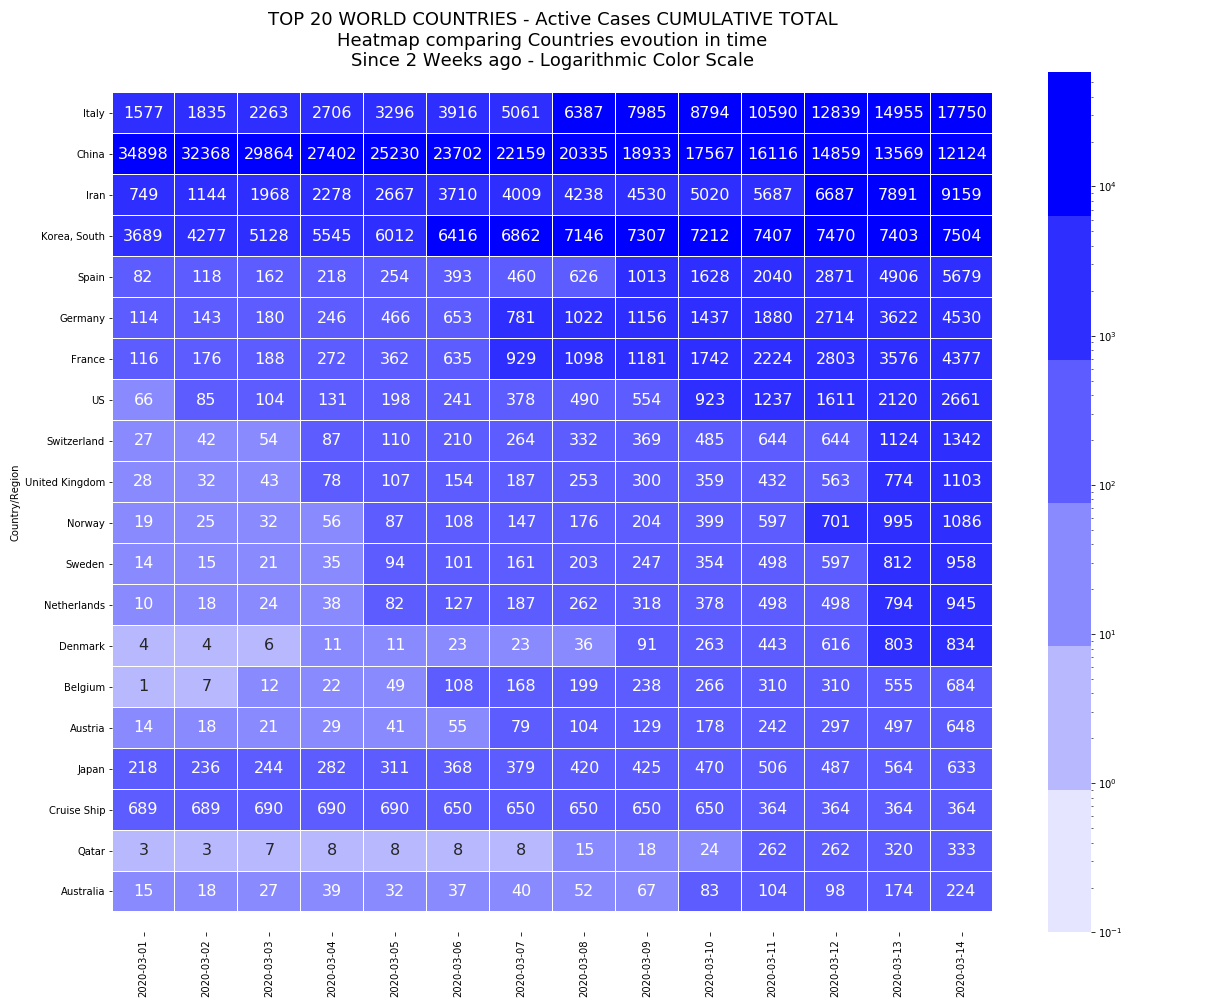 TOP 20 WORLD COUNTRIES - Active Cases CUMULATIVE TOTAL
Heatmap comparing Countries evoution in time
Since 2 Weeks ago - Logarithmic Color Scale
Country/Region
Italy 1577 1835 2263 2706 3296 3916 5061 6387 7985 8794 10590 12839 14955 17750
China 34898 32368 29864 27402 25230 23702 22159 20335 18933 17567 16116 14859 13569 12124
Iran 749 1144 1968 2278 2667 3710 4009 4238 4530 5020 5687 6687 7891 9159
Korea, South 3689 4277 5128 5545 6012 6416 6862 7146 7307 7212 7407 7470 7403 7504
Spain 82 118 162 218 254 393 460 626 1013 1628 2040 2871 4906 5679
Germany 114 143 180 246 466 653 781 1022 1156 1437 1880 2714 3622 4530
France 116 176 188 272 362 635 929 1098 1181 1742 2224 2803 3576 4377
US 66 85 104 131 198 241 378 490 554 923 1237 1611 2120 2661
Switzerland 27 42 54 87 110 210 264 332 369 485 644 644 1124 1342
United Kingdom 28 32 43 78 107 154 187 253 300 359 432 563 774 1103
Norway 19 25 32 56 87 108 147 176 204 399 597 701 995 1086
Sweden 14 15 21 35 94 101 161 203 247 354 498 597 812 958
Netherlands 10 18 24 38 82 127 187 262 318 378 498 498 794 945
Denmark 4 4 6 11 11 23 23 36 91 263 443 616 803 834
Belgium 1 7 12 22 49 108 168 199 238 266 310 310 555 684
Austria 14 18 21 29 41 55 79 104 129 178 242 297 497 648
Japan 218 236 244 282 311 368 379 420 425 470 506 487 564 633
Cruise Ship 689 689 690 690 690 650 650 650 650 650 364 364 364 364
Qatar 3 3 7 8 8 8 8 15 18 24 262 262 320 333
Australia 15 18 27 39 32 37 40 52 67 83 104 98 174 224
2020-03-01 2020-03-02 2020-03-03 2020-03-04 2020-03-05 2020-03-06 2020-03-07 2020-03-08 2020-03-09 2020-03-10 2020-03-11 2020-03-12 2020-03-13 2020-03-14
10⁴
10³
10²
10¹
10⁰
10⁻¹